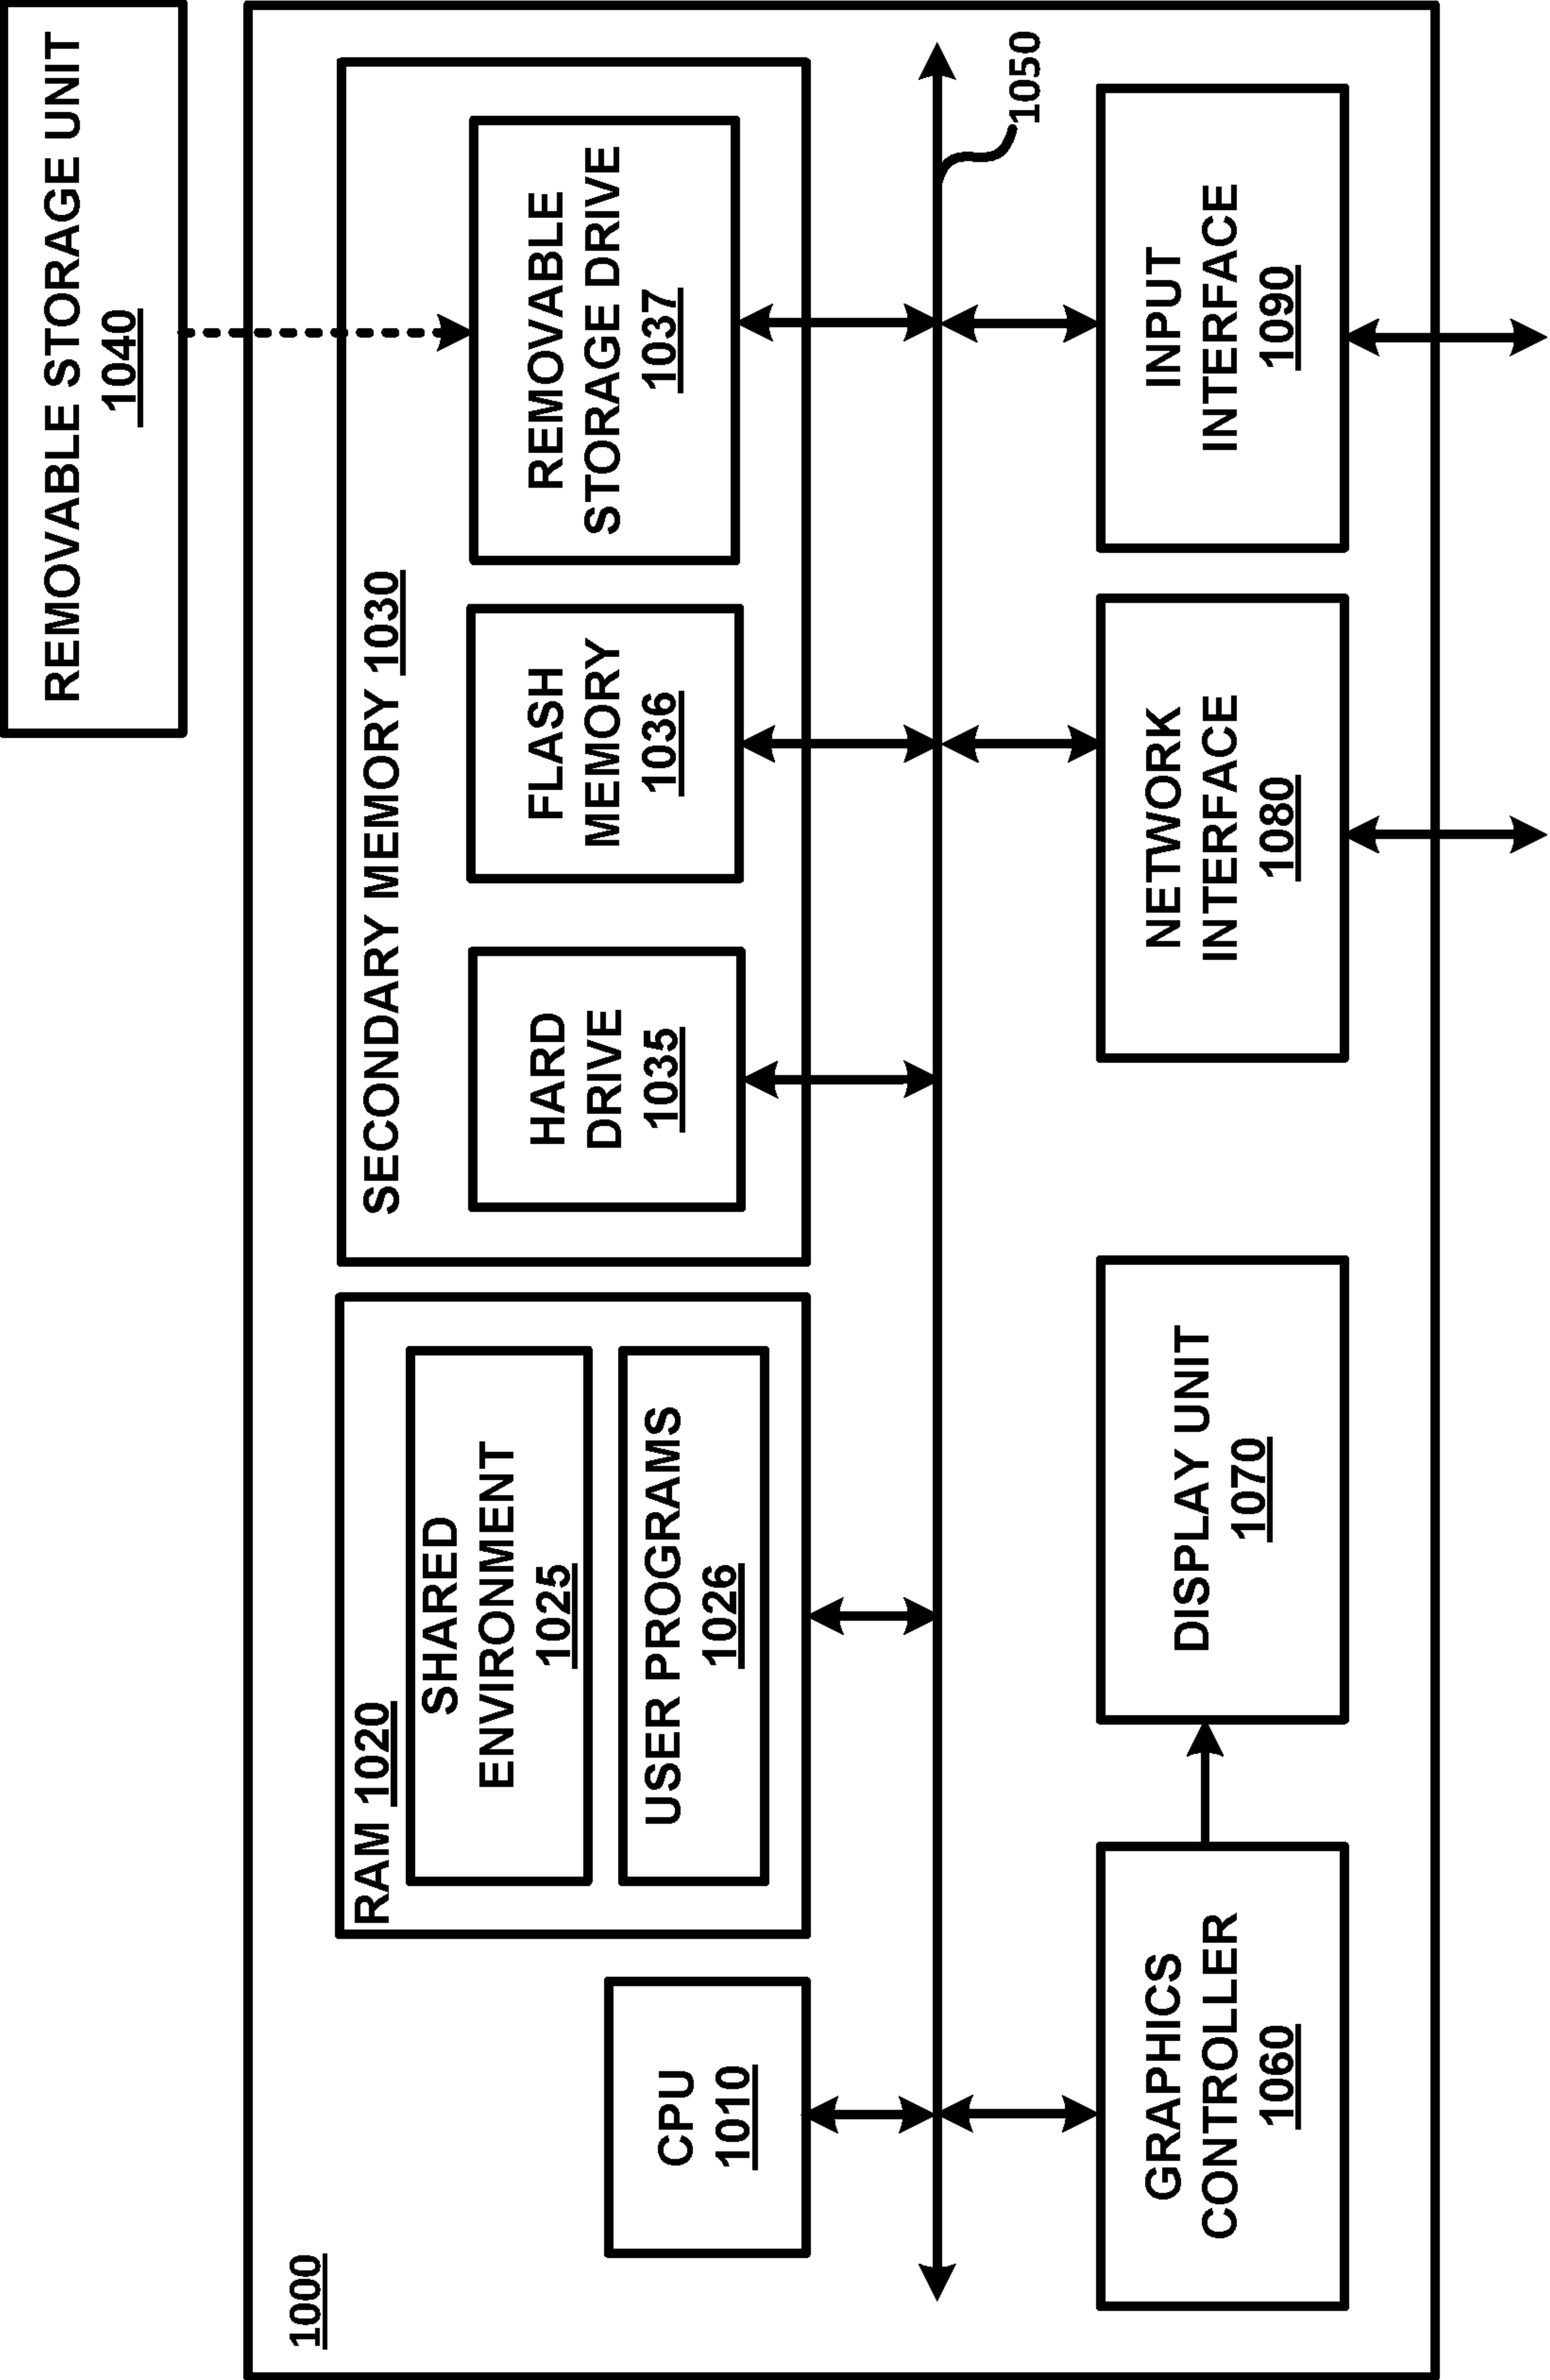 REMOVABLE STORAGE UNIT
1040
1000
CPU
1010
RAM 1020
SHARED
ENVIRONMENT
1025
USER PROGRAMS
1026
SECONDARY MEMORY 1030
HARD
DRIVE
1035
FLASH
MEMORY
1036
REMOVABLE
STORAGE DRIVE
1037
1050
GRAPHICS
CONTROLLER
1060
DISPLAY UNIT
1070
NETWORK
INTERFACE
1080
INPUT
INTERFACE
1090